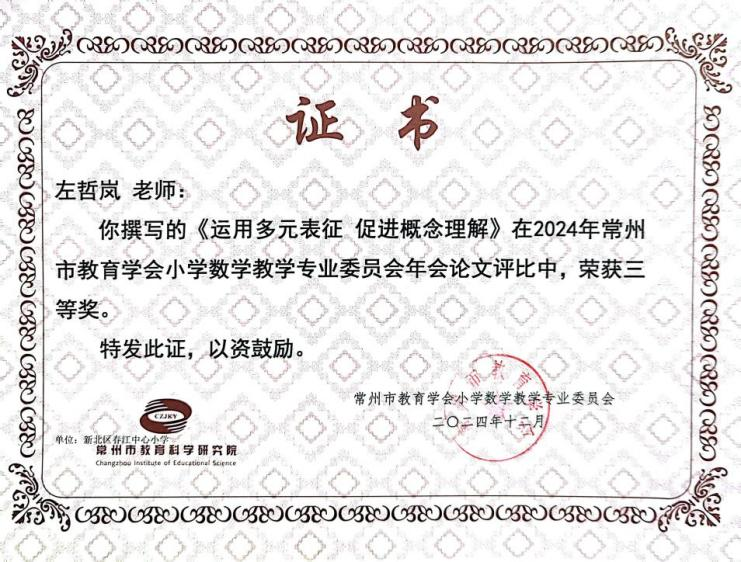 证书
左哲岚 老师：
你撰写的《运用多元表征 促进概念理解》在2024年常州
市教育学会小学数学教学专业委员会年会论文评比中，荣获三
等奖。
特发此证，以资鼓励。
常州市教育学会小学数学教学专业委员会
二〇二四年十二月
CZJKY
单位：新北区春江中心小学
常州市教育科学研究院
Changzhou Institute of Educational Science